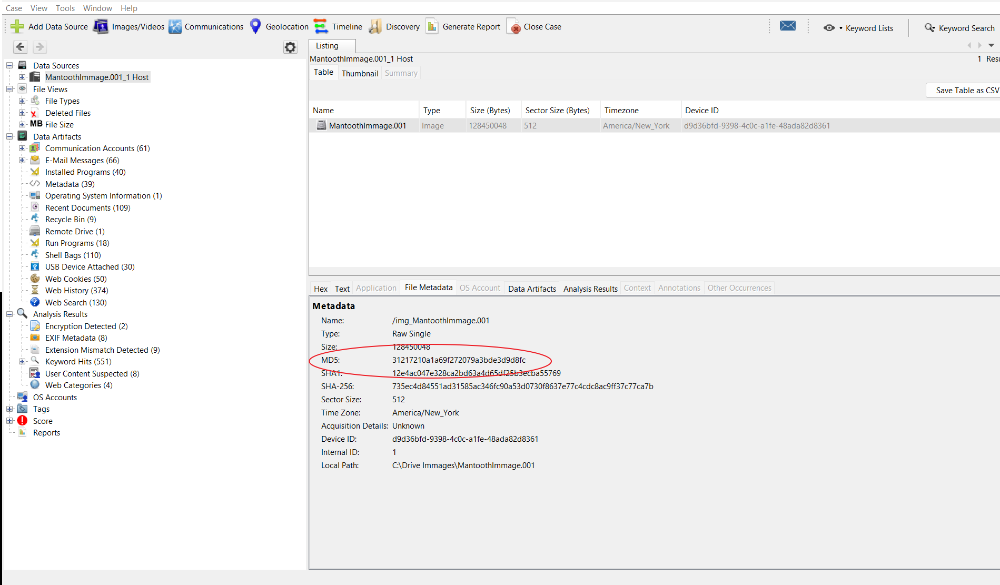 Case View Tools Window Help
Add Data Source Images/Videos Communications Geolocation Timeline Discovery Generate Report Close Case Keyword Lists Keyword Search
Listing
MantoothImmage.001_1 Host 1 Resu
Table Thumbnail Summary
Save Table as CSV
Name Type Size (Bytes) Sector Size (Bytes) Timezone Device ID
MantoothImmage.001 Image 128450048 512 America/New_York d9d36bfd-9398-4c0c-a1fe-48ada82d8361
Data Sources
MantoothImmage.001_1 Host
File Views
File Types
Deleted Files
MB File Size
Data Artifacts
Communication Accounts (61)
E-Mail Messages (66)
Installed Programs (40)
Metadata (39)
Operating System Information (1)
Recent Documents (109)
Recycle Bin (9)
Remote Drive (1)
Run Programs (18)
Shell Bags (110)
USB Device Attached (30)
Web Cookies (50)
Web History (374)
Web Search (130)
Analysis Results
Encryption Detected (2)
EXIF Metadata (8)
Extension Mismatch Detected (9)
Keyword Hits (551)
User Content Suspected (8)
Web Categories (4)
OS Accounts
Tags
Score
Reports
Hex Text Application File Metadata OS Account Data Artifacts Analysis Results Context Annotations Other Occurrences
Metadata
Name: /img_MantoothImmage.001
Type: Raw Single
Size: 128450048
MD5: 31217210a1a69f272079a3bde3d9d8fc
SHA1: 12e4ac047e328ca2bd63a4d65df25b3ecba55769
SHA-256: 735ec4d84551ad31585ac346fc90a53d0730f8637e77c4cdc8ac9ff37c77ca7b
Sector Size: 512
Time Zone: America/New_York
Acquisition Details: Unknown
Device ID: d9d36bfd-9398-4c0c-a1fe-48ada82d8361
Internal ID: 1
Local Path: C:\Drive Immages\MantoothImmage.001